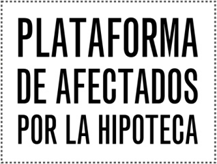 PLATAFORMA
DE AFECTADOS
POR LA HIPOTECA